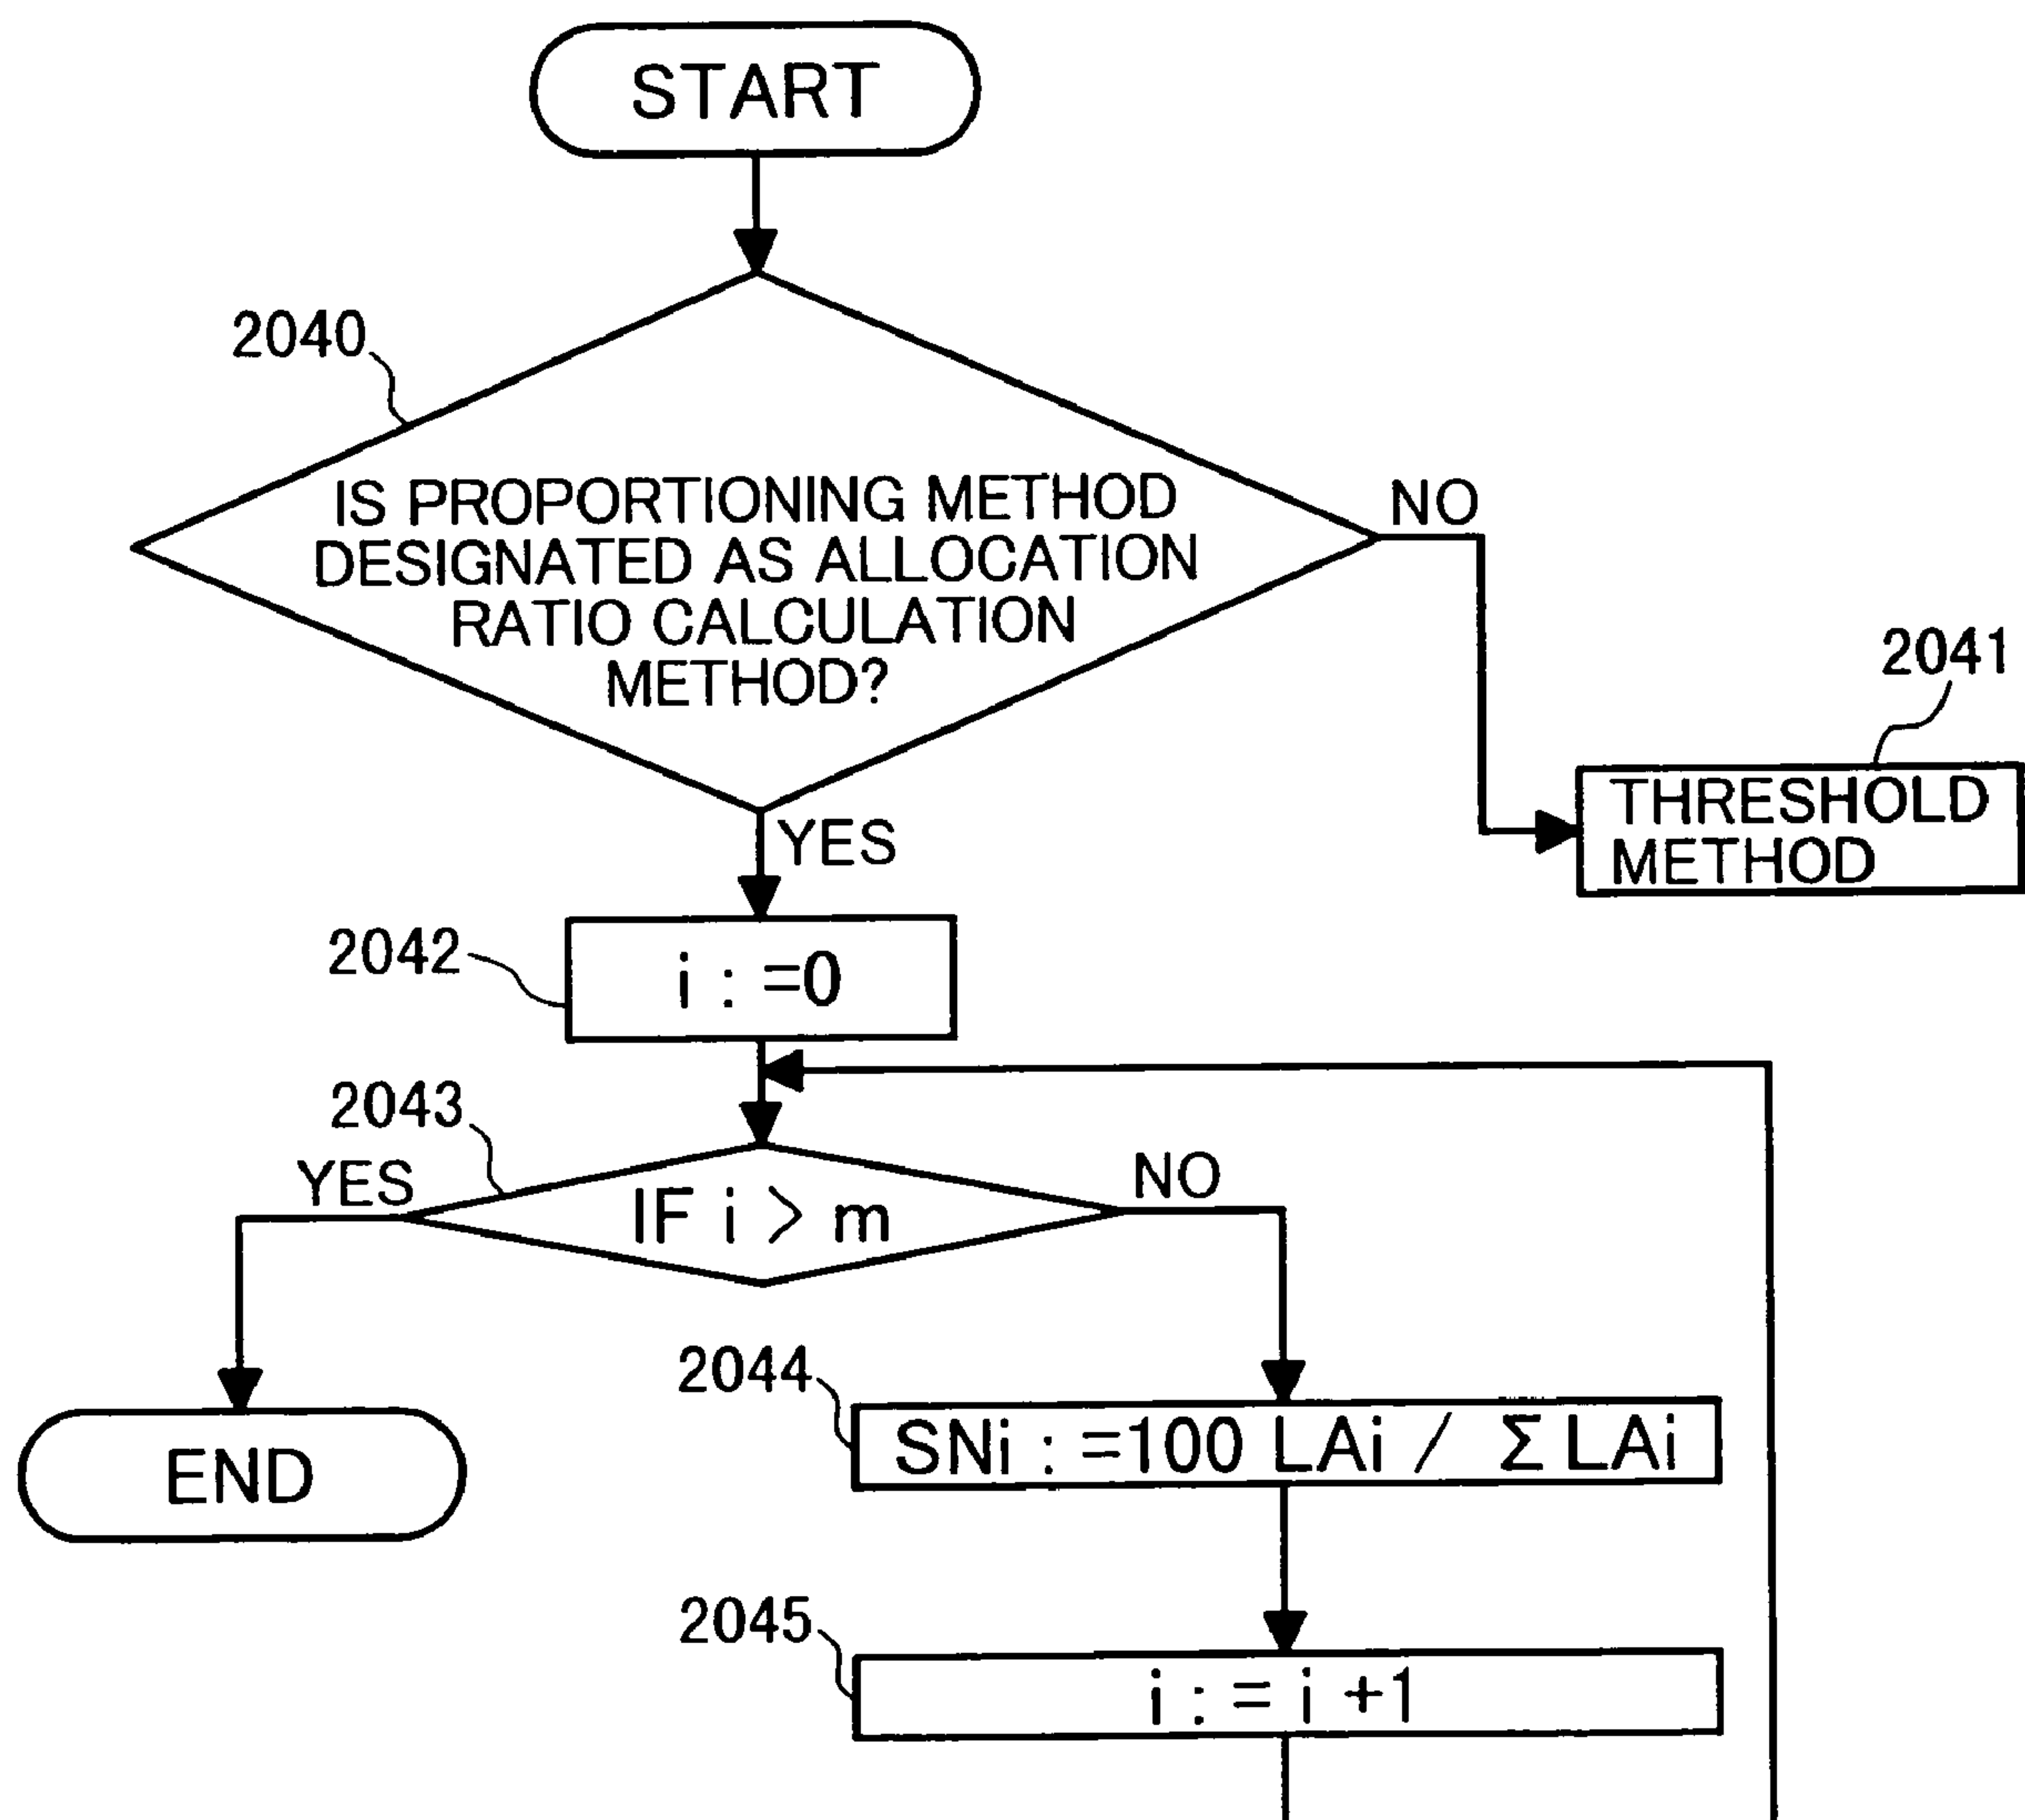 START
2040
IS PROPORTIONING METHOD
DESIGNATED AS ALLOCATION
RATIO CALCULATION
METHOD?
NO
2041
THRESHOLD
METHOD
YES
2042
i : =0
2043
YES
IF i > m
NO
2044
SNi : =100 LAi / Σ LAi
END
2045
i : = i +1